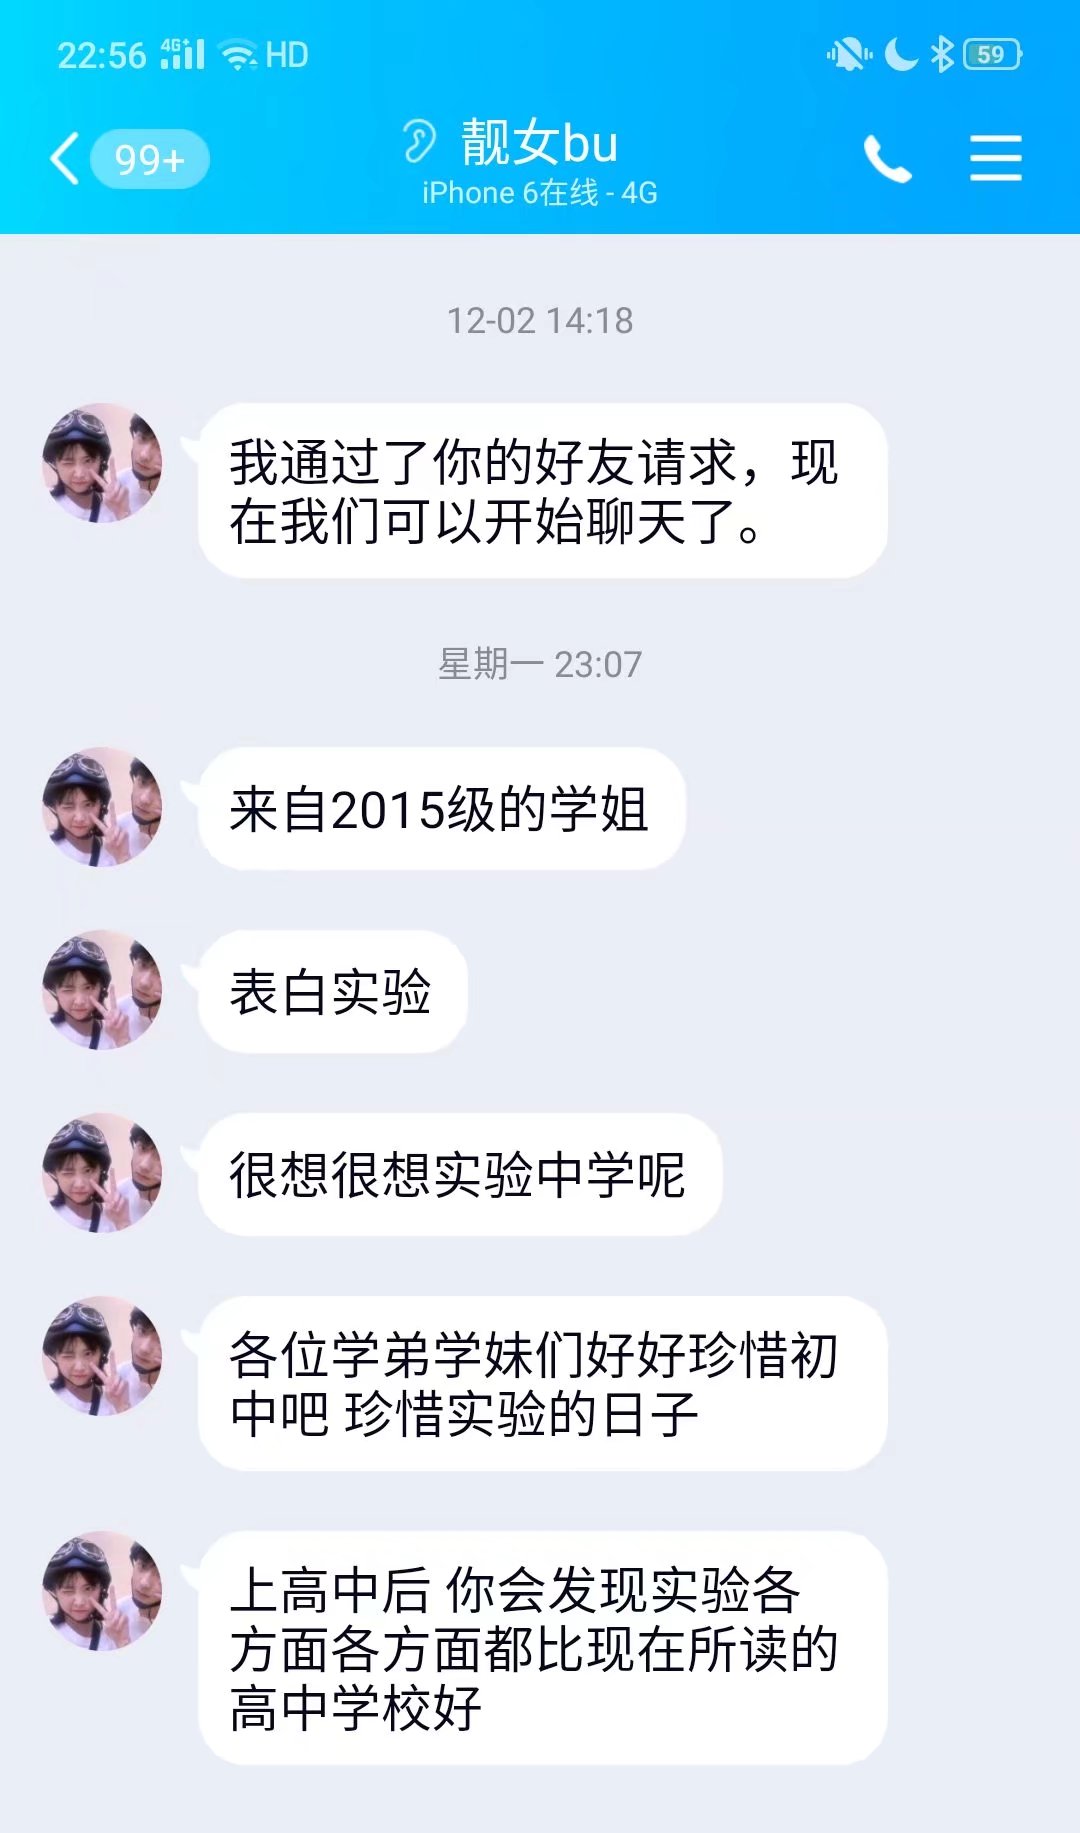 22:56 4G+ HD 59
99+
靓女bu
iPhone 6在线 - 4G
12-02 14:18
我通过了你的好友请求，现
在我们可以开始聊天了。
星期一 23:07
来自2015级的学姐
表白实验
很想很想实验中学呢
各位学弟学妹们好好珍惜初
中吧 珍惜实验的日子
上高中后 你会发现实验各
方面各方面都比现在所读的
高中学校好